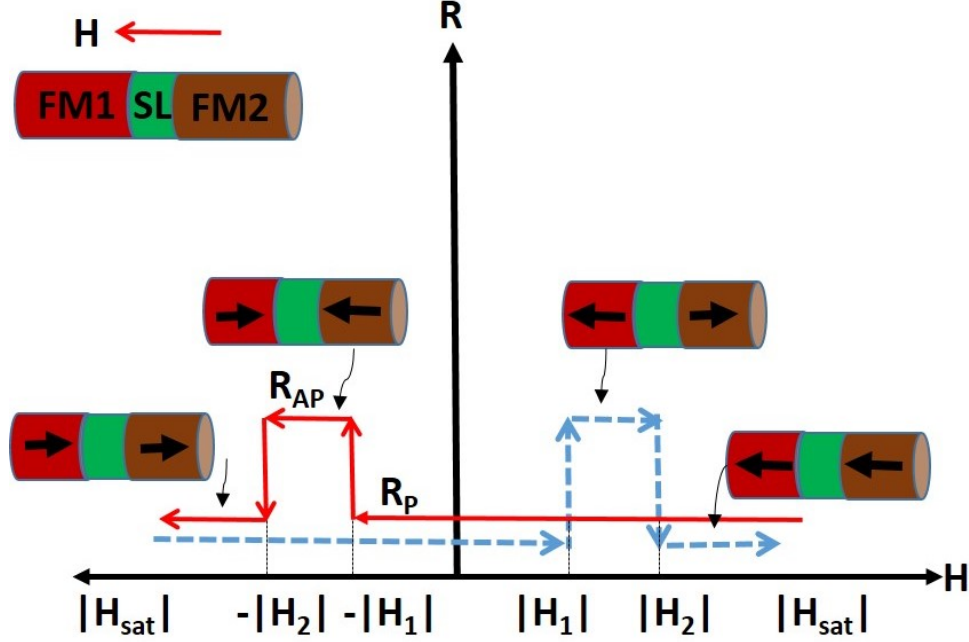 R
H
FM1 SL FM2
R_AP
R_P
H
|H_sat| -|H_2| -|H_1| |H_1| |H_2| |H_sat|